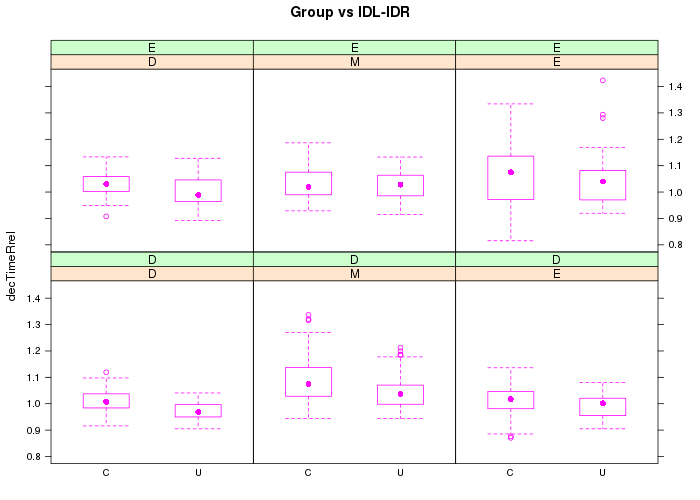 Group vs IDL-IDR
E E E
D M E
1.4
1.3
1.2
1.1
1.0
0.9
0.8
decTimeRrel
D D D
D M E
1.4
1.3
1.2
1.1
1.0
0.9
0.8
C U C U C U